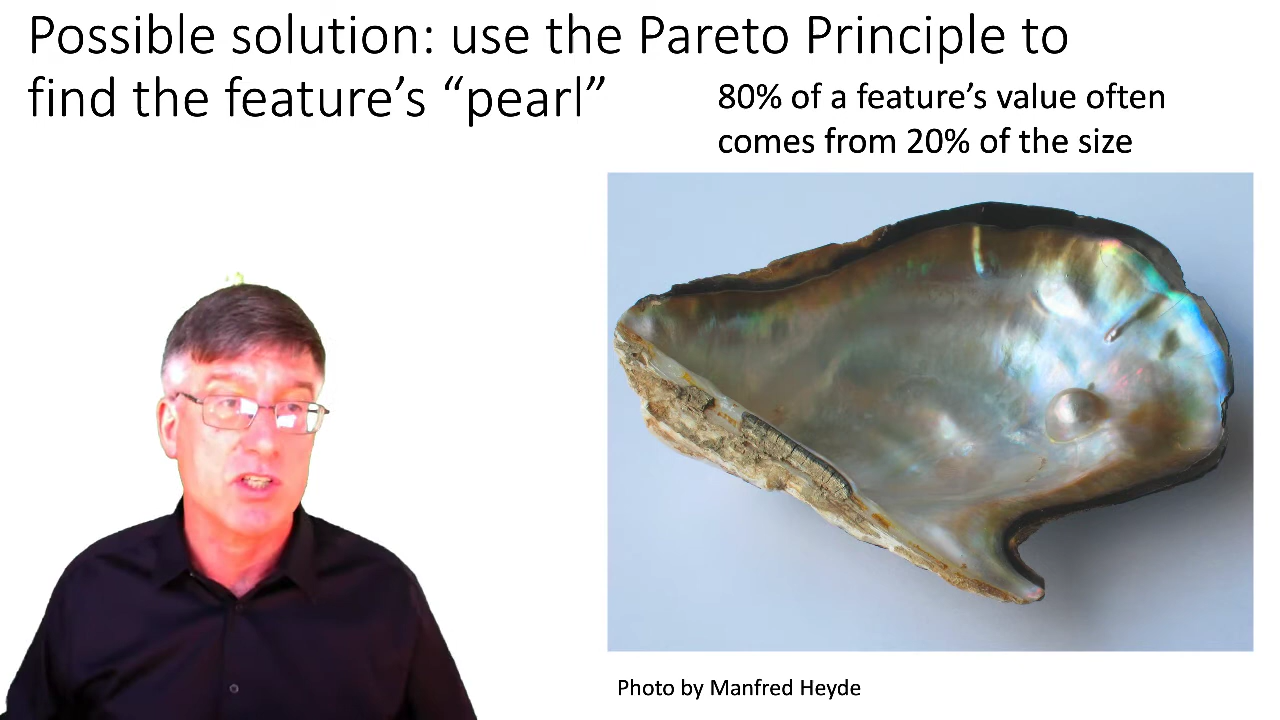 Possible solution: use the Pareto Principle to
find the feature’s “pearl”
80% of a feature’s value often
comes from 20% of the size
Photo by Manfred Heyde